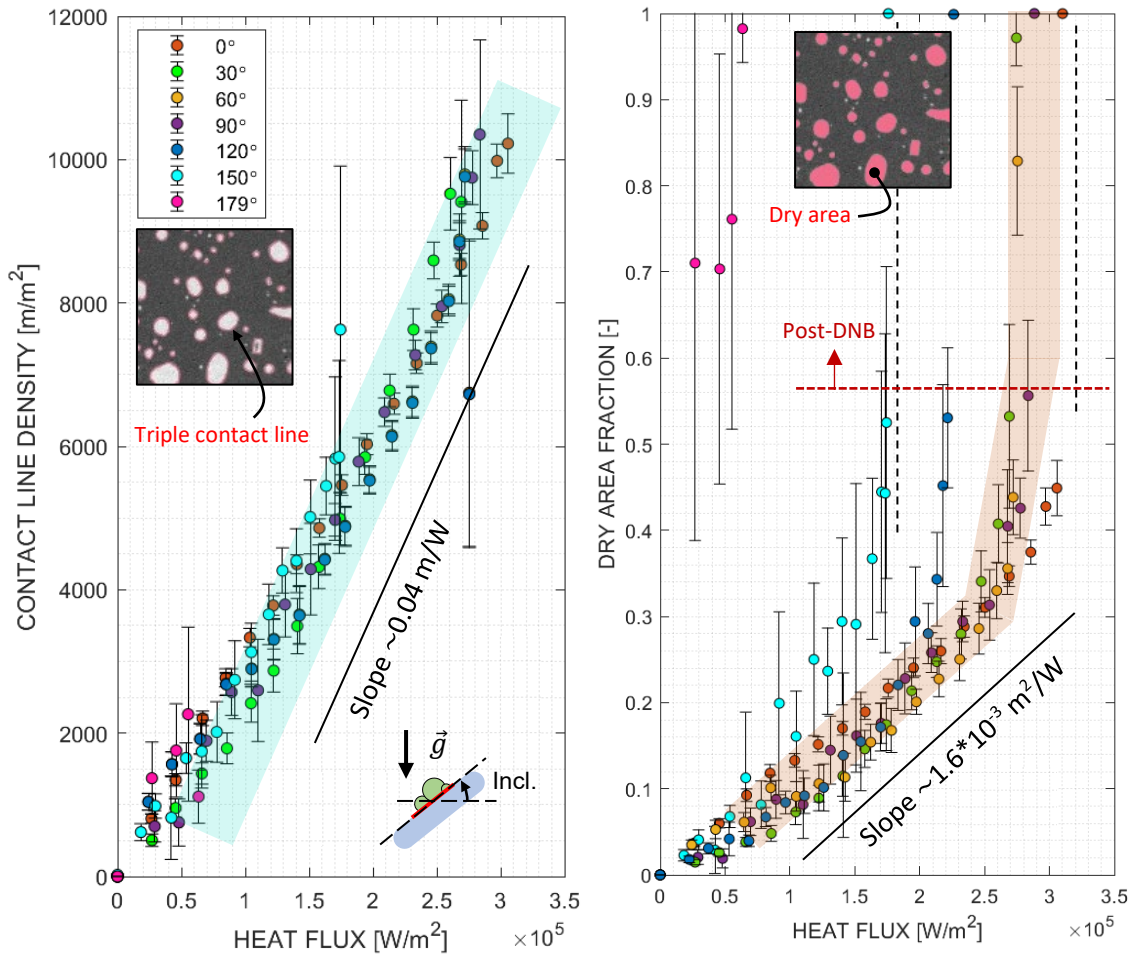 12000
10000
8000
6000
4000
2000
0
CONTACT LINE DENSITY [m/m²]
0°
30°
60°
90°
120°
150°
179°
Triple contact line
Slope ~0.04 m/W
g
Incl.
0 0.5 1 1.5 2 2.5 3 3.5
HEAT FLUX [W/m²]
×10⁵
1
0.9
0.8
0.7
0.6
0.5
0.4
0.3
0.2
0.1
0
DRY AREA FRACTION [-]
Dry area
Post-DNB
Slope ~1.6*10⁻³ m²/W
0 0.5 1 1.5 2 2.5 3 3.5
HEAT FLUX [W/m²]
×10⁵